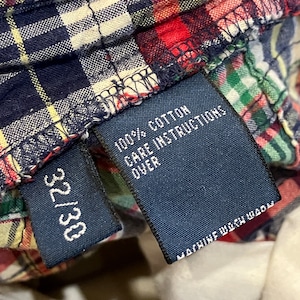 32/30
100% COTTON
CARE INSTRUCTIONS
OVER
MACHINE WASH WARM